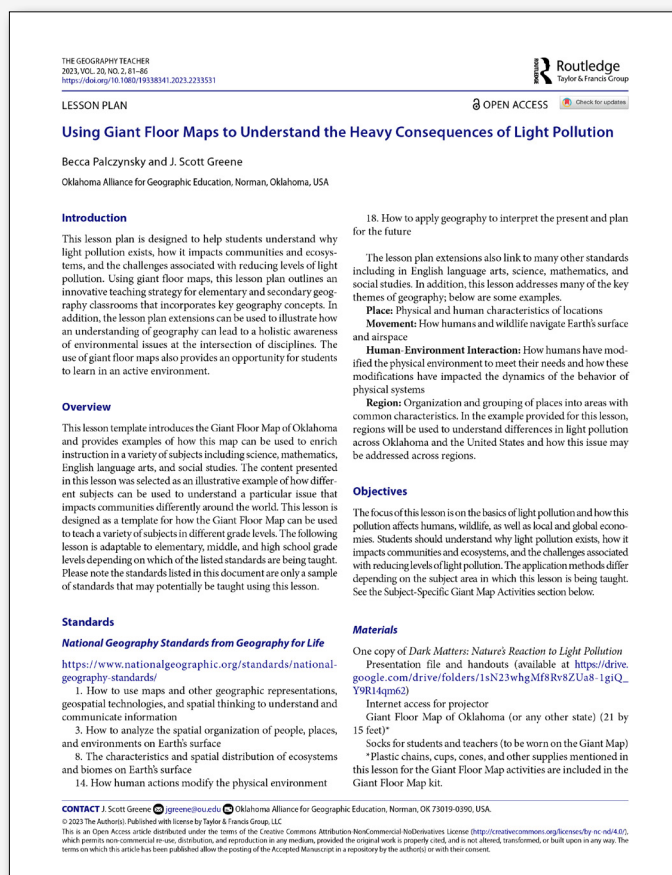 THE GEOGRAPHY TEACHER
2023, VOL. 20, NO. 2, 81–86
https://doi.org/10.1080/19338341.2023.2233531
ROUTLEDGE
Routledge
Taylor & Francis Group
LESSON PLAN
OPEN ACCESS
Check for updates
Using Giant Floor Maps to Understand the Heavy Consequences of Light Pollution
Becca Palczynsky and J. Scott Greene
Oklahoma Alliance for Geographic Education, Norman, Oklahoma, USA
Introduction
This lesson plan is designed to help students understand why
light pollution exists, how it impacts communities and ecosys-
tems, and the challenges associated with reducing levels of light
pollution. Using giant floor maps, this lesson plan outlines an
innovative teaching strategy for elementary and secondary geog-
raphy classrooms that incorporates key geography concepts. In
addition, the lesson plan extensions can be used to illustrate how
an understanding of geography can lead to a holistic awareness
of environmental issues at the intersection of disciplines. The
use of giant floor maps also provides an opportunity for students
to learn in an active environment.
Overview
This lesson template introduces the Giant Floor Map of Oklahoma
and provides examples of how this map can be used to enrich
instruction in a variety of subjects including science, mathematics,
English language arts, and social studies. The content presented
in this lesson was selected as an illustrative example of how differ-
ent subjects can be used to understand a particular issue that
impacts communities differently around the world. This lesson is
designed as a template for how the Giant Floor Map can be used
to teach a variety of subjects in different grade levels. The following
lesson is adaptable to elementary, middle, and high school grade
levels depending on which of the listed standards are being taught.
Please note the standards listed in this document are only a sample
of standards that may potentially be taught using this lesson.
Standards
National Geography Standards from Geography for Life
https://www.nationalgeographic.org/standards/national-
geography-standards/
1. How to use maps and other geographic representations,
geospatial technologies, and spatial thinking to understand and
communicate information
3. How to analyze the spatial organization of people, places,
and environments on Earth's surface
8. The characteristics and spatial distribution of ecosystems
and biomes on Earth's surface
14. How human actions modify the physical environment
18. How to apply geography to interpret the present and plan
for the future
The lesson plan extensions also link to many other standards
including in English language arts, science, mathematics, and
social studies. In addition, this lesson addresses many of the key
themes of geography; below are some examples.
Place: Physical and human characteristics of locations
Movement: How humans and wildlife navigate Earth's surface
and airspace
Human-Environment Interaction: How humans have mod-
ified the physical environment to meet their needs and how these
modifications have impacted the dynamics of the behavior of
physical systems
Region: Organization and grouping of places into areas with
common characteristics. In the example provided for this lesson,
regions will be used to understand differences in light pollution
across Oklahoma and the United States and how this issue may
be addressed across regions.
Objectives
The focus of this lesson is on the basics of light pollution and how this
pollution affects humans, wildlife, as well as local and global econo-
mies. Students should understand why light pollution exists, how it
impacts communities and ecosystems, and the challenges associated
with reducing levels of light pollution. The application methods differ
depending on the subject area in which this lesson is being taught.
See the Subject-Specific Giant Map Activities section below.
Materials
One copy of Dark Matters: Nature's Reaction to Light Pollution
Presentation file and handouts (available at https://drive.
google.com/drive/folders/1sN23whgMf8Rv8ZUa8-1giQ_
Y9R14qm62)
Internet access for projector
Giant Floor Map of Oklahoma (or any other state) (21 by
15 feet)*
Socks for students and teachers (to be worn on the Giant Map)
*Plastic chains, cups, cones, and other supplies mentioned in
this lesson for the Giant Floor Map activities are included in the
Giant Floor Map kit.
CONTACT J. Scott Greene jgreene@ou.edu Oklahoma Alliance for Geographic Education, Norman, OK 73019-0390, USA.
© 2023 The Author(s). Published with license by Taylor & Francis Group, LLC
This is an Open Access article distributed under the terms of the Creative Commons Attribution-NonCommercial-NoDerivatives License (http://creativecommons.org/licenses/by-nc-nd/4.0/),
which permits non-commercial re-use, distribution, and reproduction in any medium, provided the original work is properly cited, and is not altered, transformed, or built upon in any way. The
terms on which this article has been published allow the posting of the Accepted Manuscript in a repository by the author(s) or with their consent.